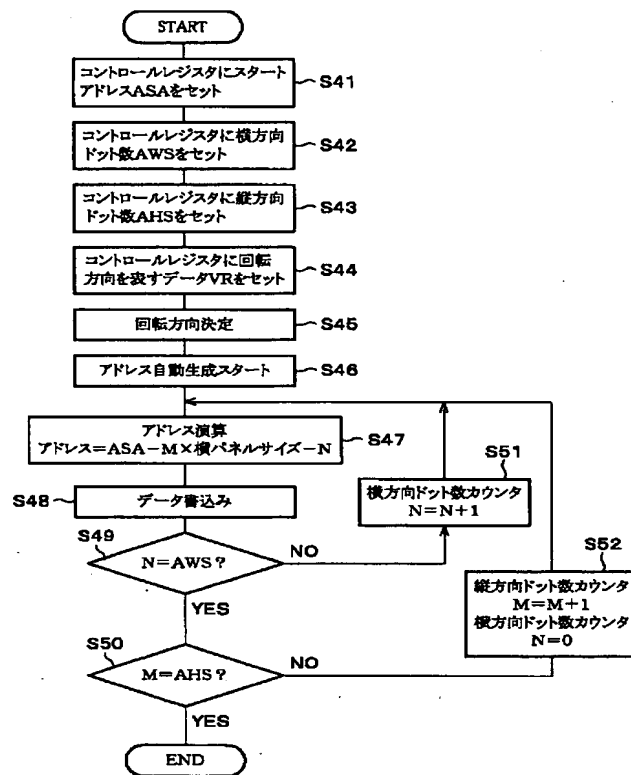 START
コントロールレジスタにスタート
アドレスASAをセット
S41
コントロールレジスタに横方向
ドット数AWSをセット
S42
コントロールレジスタに縦方向
ドット数AHSをセット
S43
コントロールレジスタに回転
方向を表すデータVRをセット
S44
回転方向決定
S45
アドレス自動生成スタート
S46
アドレス演算
アドレス=ASA-M×横パネルサイズ-N
S47
S48
データ書込み
S49
N=AWS?
NO
YES
S51
横方向ドット数カウンタ
N=N+1
S50
M=AHS?
NO
YES
S52
縦方向ドット数カウンタ
M=M+1
横方向ドット数カウンタ
N=0
END